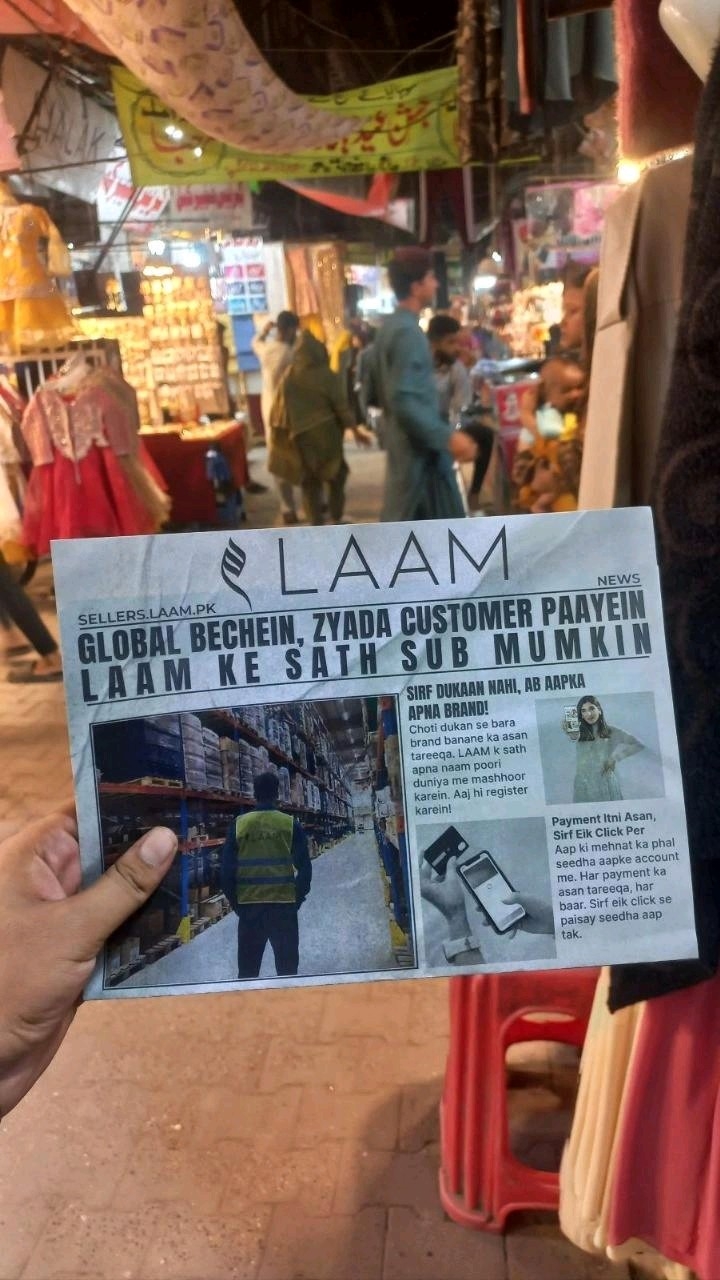 LAAM
SELLERS.LAAM.PK
NEWS
GLOBAL BECHEIN, ZYADA CUSTOMER PAAYEIN
LAAM KE SATH SUB MUMKIN
SIRF DUKAAN NAHI, AB AAPKA
APNA BRAND!
Choti dukan se bara
brand banane ka asan
tareeqa. LAAM k sath
apna naam poori
duniya me mashhoor
karein. Aaj hi register
karein!
LAAM
Payment Itni Asan,
Sirf Eik Click Per
Aap ki mehnat ka phal
seedha aapke account
me. Har payment ka
asan tareeqa, har
baar. Sirf eik click se
paisay seedha aap
tak.